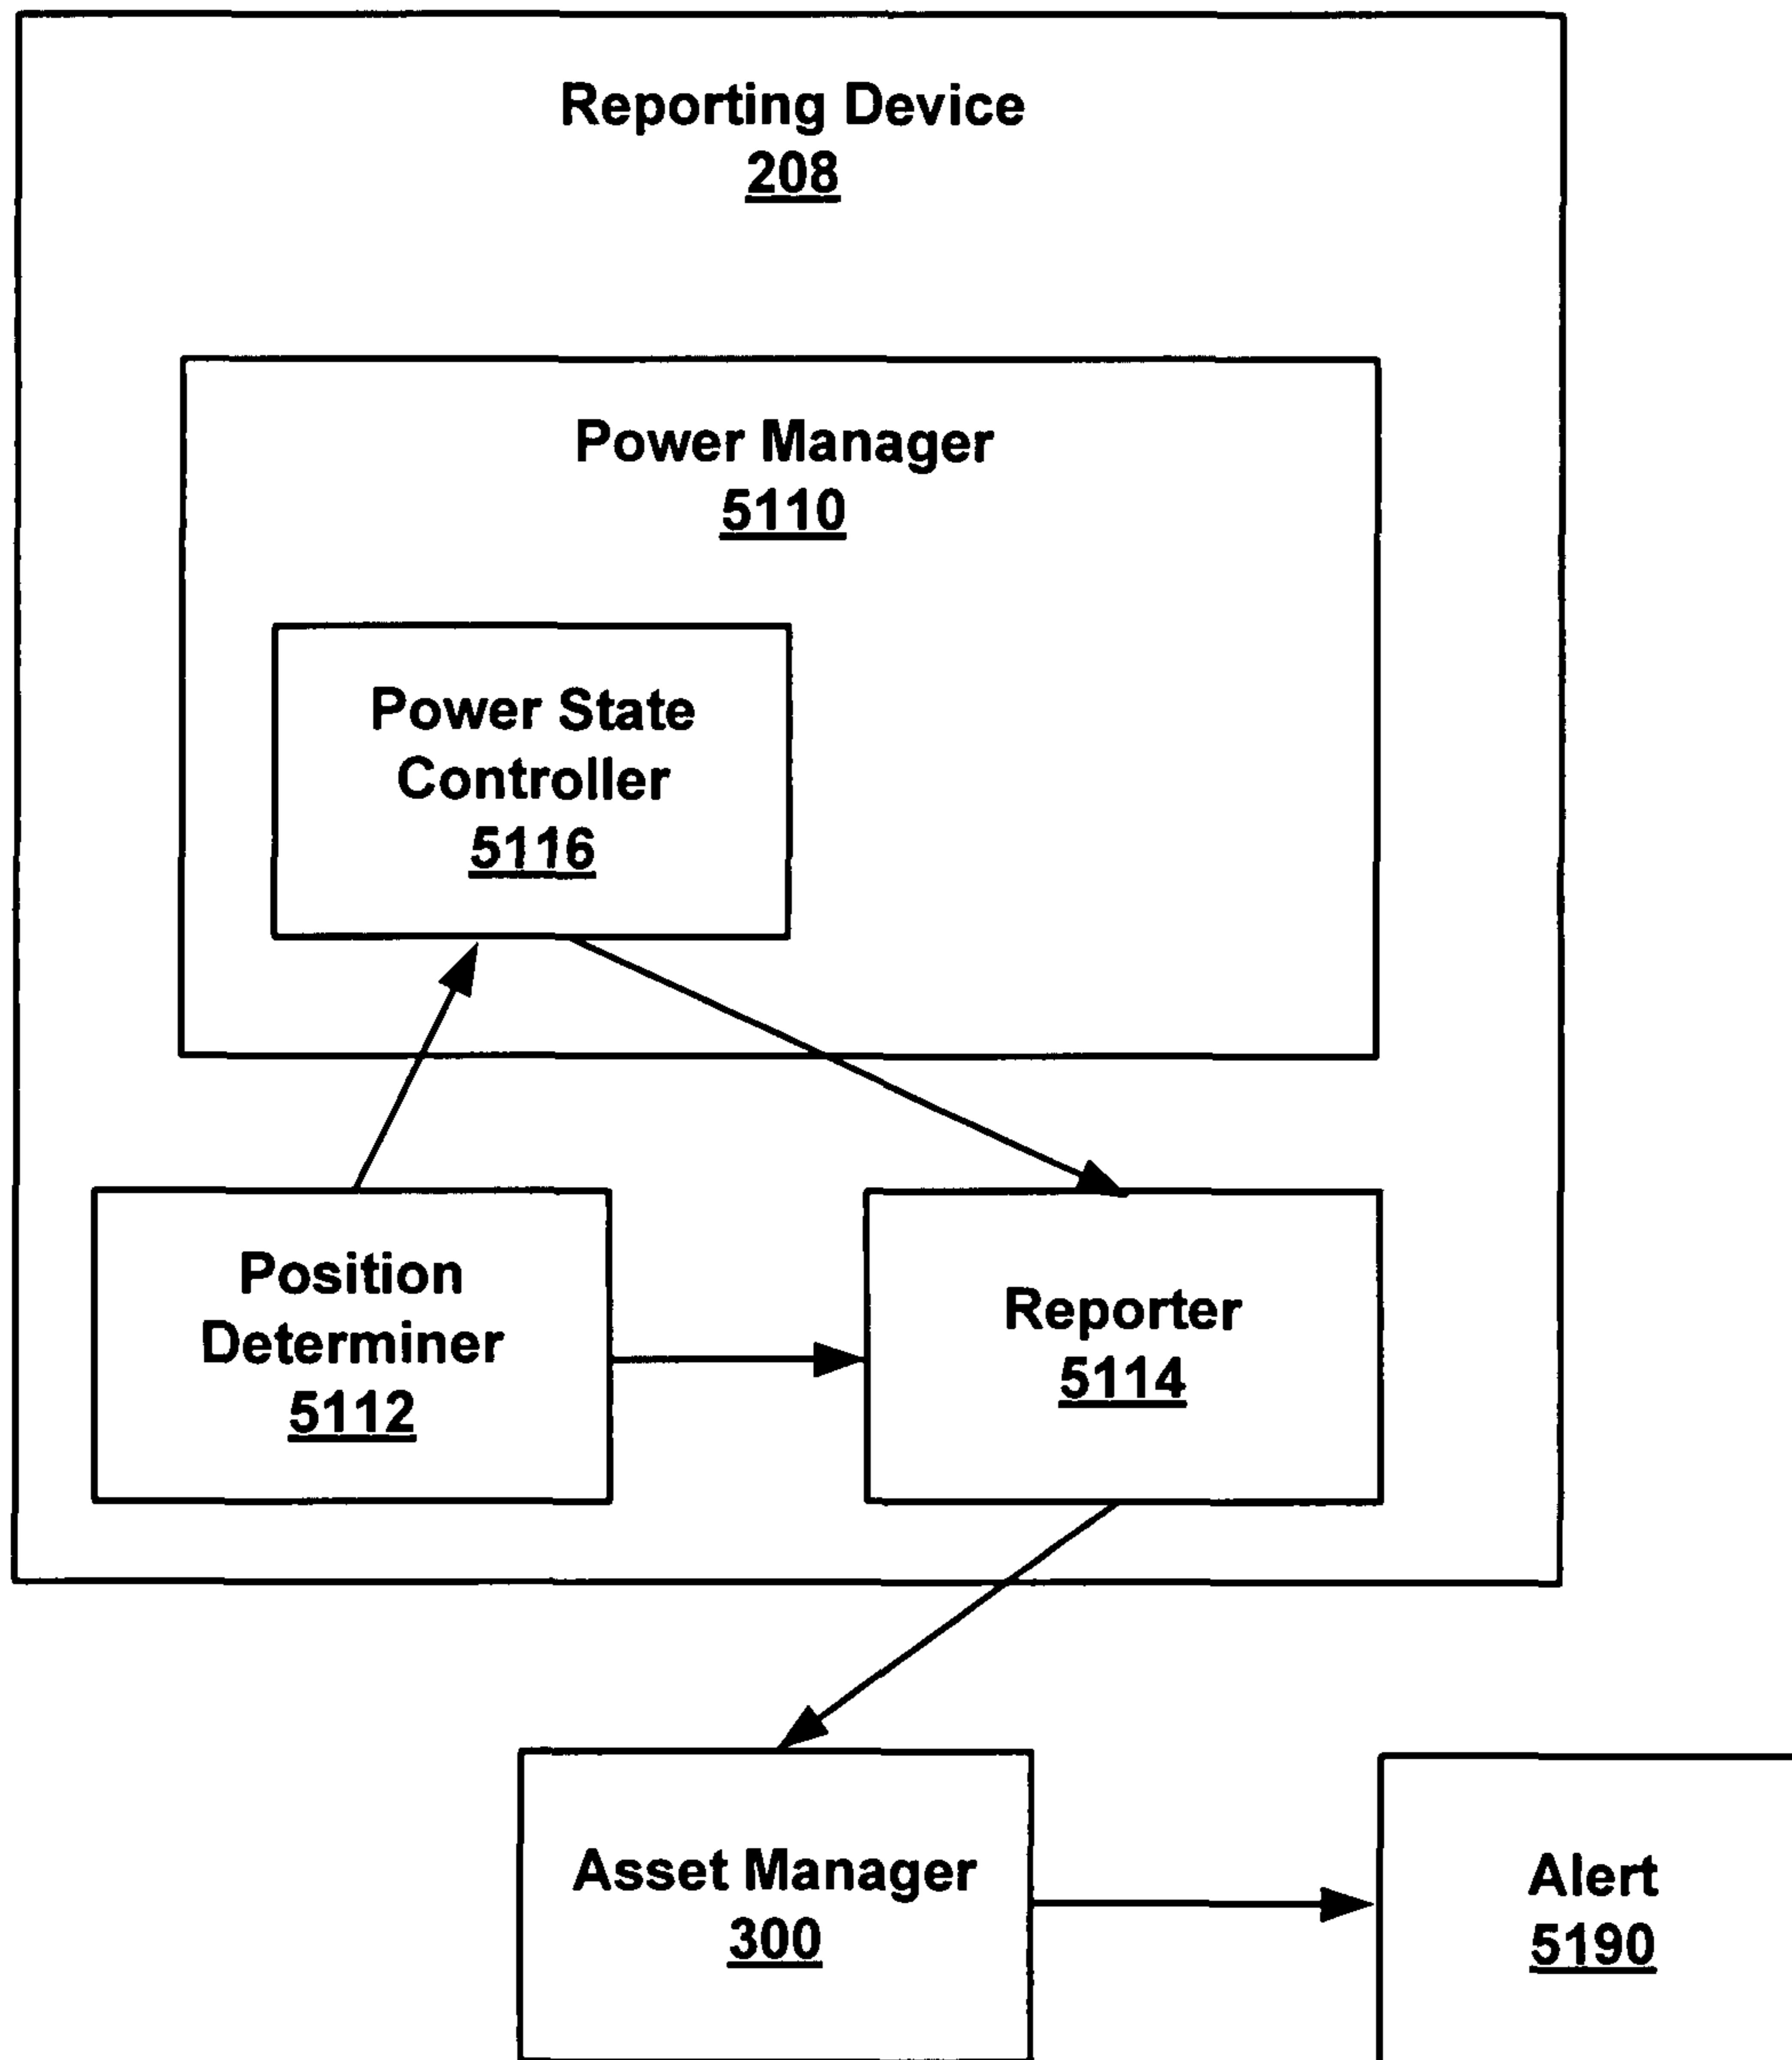 Reporting Device
208
Power Manager
5110
Power State
Controller
5116
Position
Determiner
5112
Reporter
5114
Asset Manager
300
Alert
5190